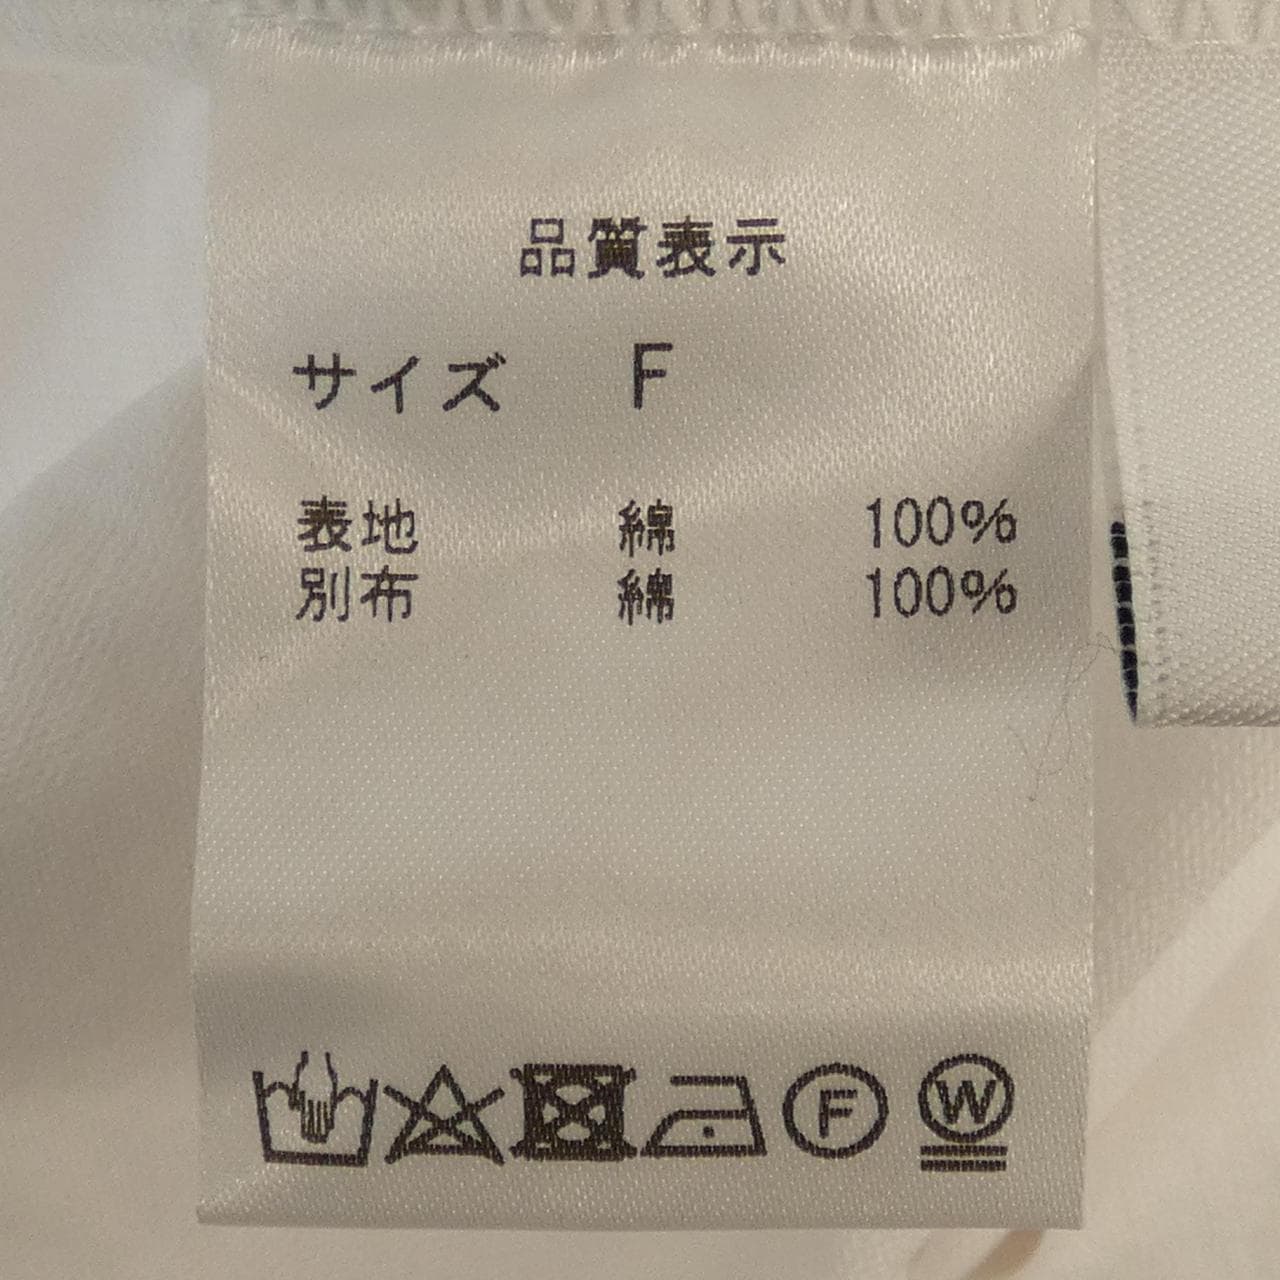 品質表示
サイズ F
表地 綿 100%
別布 綿 100%
F W